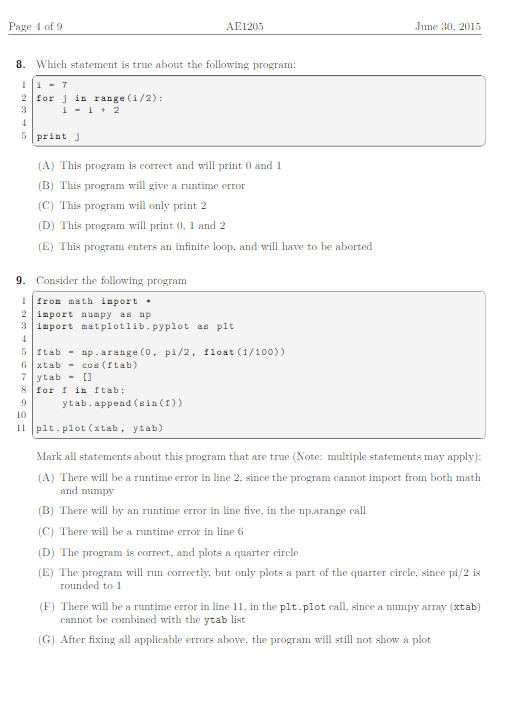 Page 4 of 9 AE1205 June 30, 2015
8. Which statement is true about the following program:
1 i = 7
2 for j in range(i/2):
3 i = i + 2
4
5 print j
(A) This program is correct and will print 0 and 1
(B) This program will give a runtime error
(C) This program will only print 2
(D) This program will print 0, 1 and 2
(E) This program enters an infinite loop, and will have to be aborted
9. Consider the following program
1 from math import *
2 import numpy as np
3 import matplotlib.pyplot as plt
4
5 ftab = np.arange(0, pi/2, float(1/100))
6 xtab = cos(ftab)
7 ytab = []
8 for f in ftab:
9 ytab.append(sin(f))
10
11 plt.plot(xtab, ytab)
Mark all statements about this program that are true (Note: multiple statements may apply):
(A) There will be a runtime error in line 2, since the program cannot import from both math
and numpy
(B) There will by an runtime error in line five, in the np.arange call
(C) There will be a runtime error in line 6
(D) The program is correct, and plots a quarter circle
(E) The program will run correctly, but only plots a part of the quarter circle, since pi/2 is
rounded to 1
(F) There will be a runtime error in line 11, in the plt.plot call, since a numpy array (xtab)
cannot be combined with the ytab list
(G) After fixing all applicable errors above, the program will still not show a plot